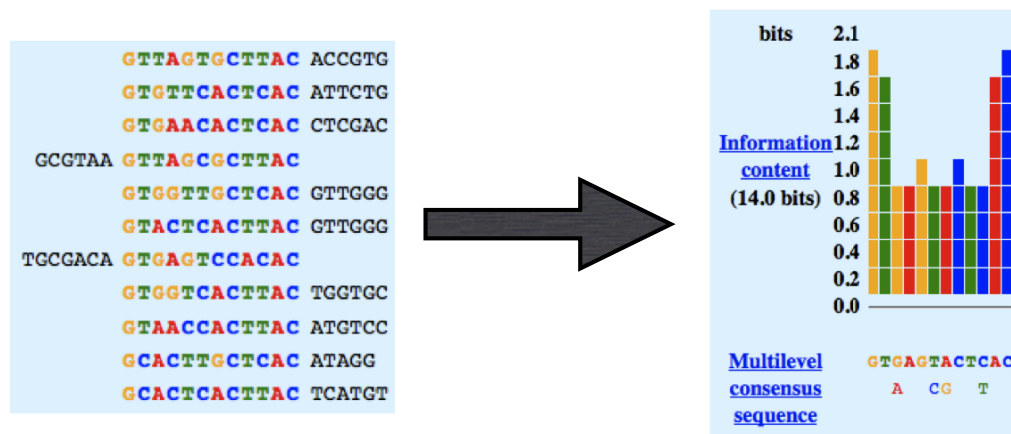 GTTAGTGCTTAC ACCGTG
GTGTTCACTCAC ATTCTG
GTGAACACTCAC CTCGAC
GCGTAA GTTAGCGCTTAC
GTGGTTGCTCAC GTTGGG
GTACTCACTTAC GTTGGG
TGCGACA GTGAGTCCACAC
GTGGTCACTTAC TGGTGC
GTAACCACTTAC ATGTCC
GCACTTGCTCAC ATAGG
GCACTCACTTAC TCATGT
bits 2.1
1.8
1.6
1.4
Information 1.2
content 1.0
(14.0 bits) 0.8
0.6
0.4
0.2
0.0
Multilevel GTGAGTACTCAC
consensus A CG T
sequence